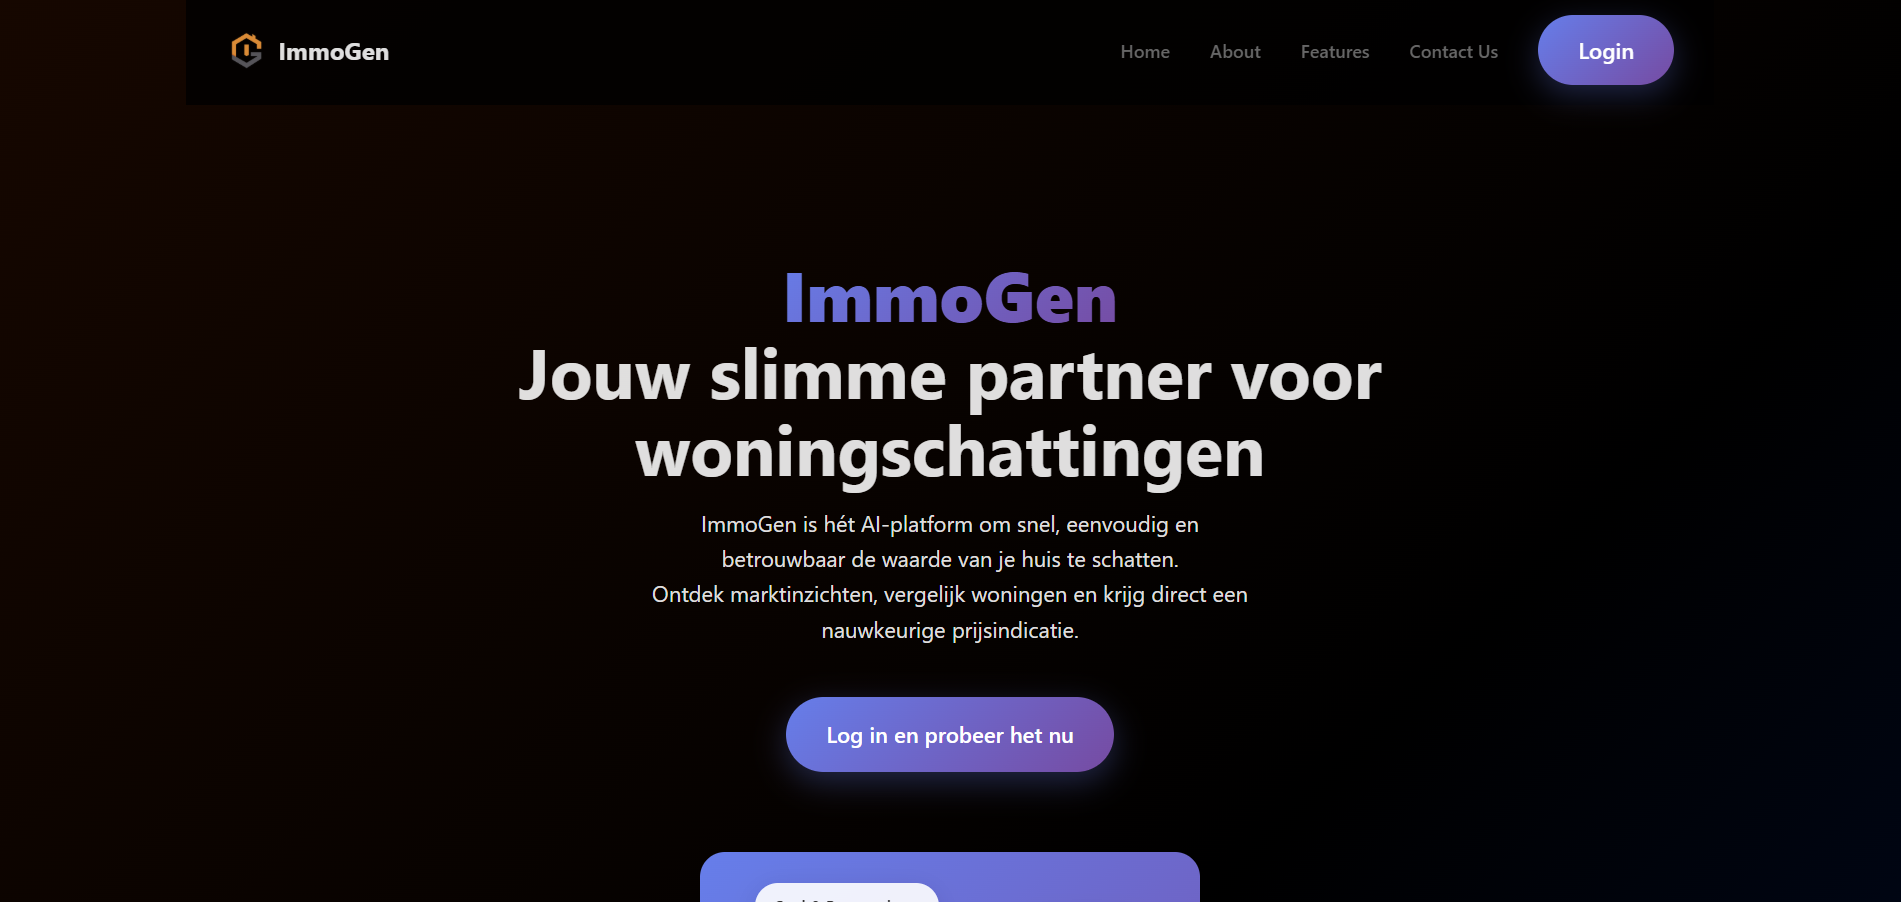 ImmoGen
Home
About
Features
Contact Us
Login
ImmoGen
Jouw slimme partner voor
woningschattingen
ImmoGen is hét AI-platform om snel, eenvoudig en
betrouwbaar de waarde van je huis te schatten.
Ontdek marktinzichten, vergelijk woningen en krijg direct een
nauwkeurige prijsindicatie.
Log in en probeer het nu